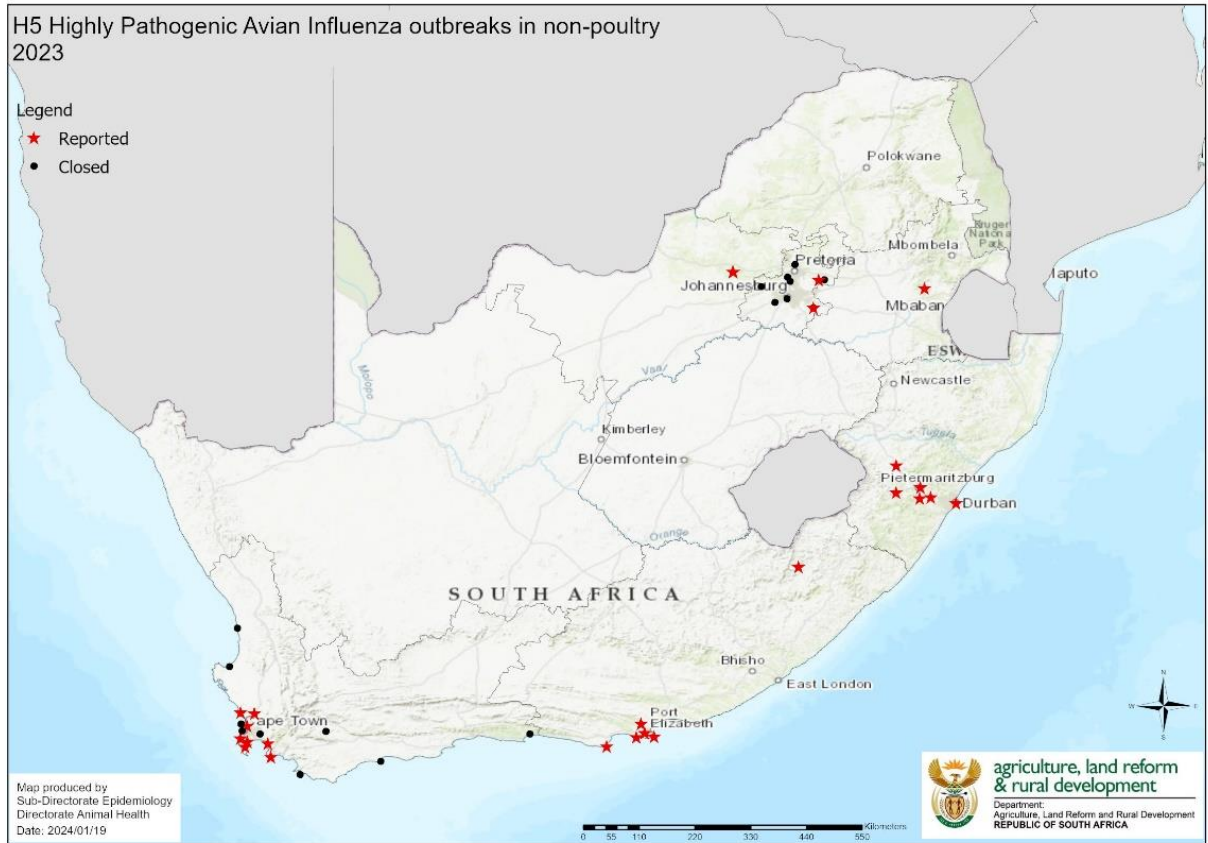 H5 Highly Pathogenic Avian Influenza outbreaks in non-poultry
2023
Legend
Reported
Closed
Polokwane
Kruger
National
Park
Mbombela
Pretoria
Johannesburg
Mbaban
ESW
Newcastle
Vaal
Molopo
Kimberley
Bloemfontein
Tugela
Pietermaritzburg
Durban
Orange
SOUTH AFRICA
Bhisho
East London
Cape Town
Port
Elizabeth
N
W
E
S
Map produced by
Sub-Directorate Epidemiology
Directorate Animal Health
Date: 2024/01/19
Kilometers
0 55 110 220 330 440 550
agriculture, land reform
& rural development
Department:
Agriculture, Land Reform and Rural Development
REPUBLIC OF SOUTH AFRICA